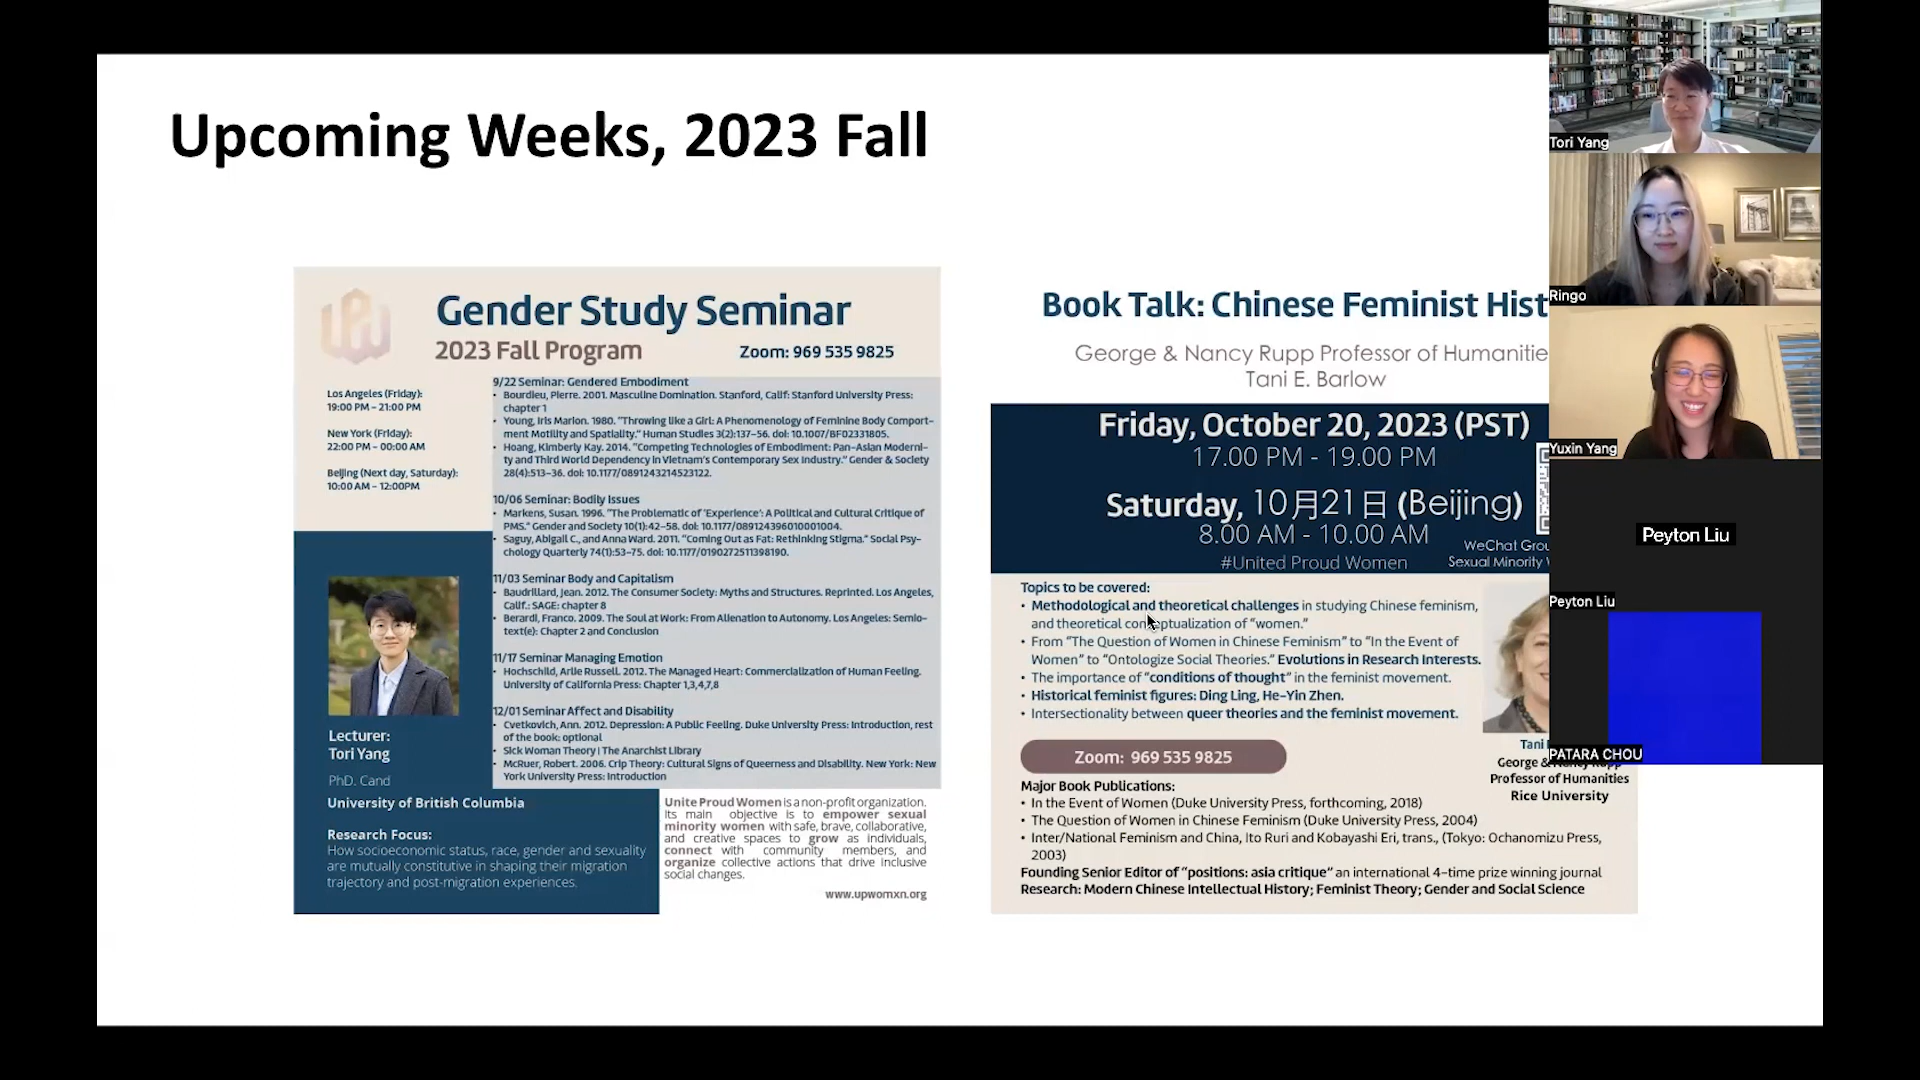 Upcoming Weeks, 2023 Fall
UPW
Gender Study Seminar
2023 Fall Program
Zoom: 969 535 9825
Los Angeles (Friday):
19:00 PM - 21:00 PM
New York (Friday):
22:00 PM - 00:00 AM
Beijing (Next day, Saturday):
10:00 AM - 12:00PM
9/22 Seminar: Gendered Embodiment
• Bourdieu, Pierre. 2001. Masculine Domination. Stanford, Calif: Stanford University Press:
chapter 1
• Young, Iris Marion. 1980. “Throwing like a Girl: A Phenomenology of Feminine Body Comport-
ment Motility and Spatiality.” Human Studies 3(2):137-56. doi: 10.1007/BF02331805.
• Hoang, Kimberly Kay. 2014. “Competing Technologies of Embodiment: Pan-Asian Moderni-
ty and Third World Dependency in Vietnam’s Contemporary Sex Industry.” Gender & Society
28(4):513-36. doi: 10.1177/0891243214523122.
10/06 Seminar: Bodily Issues
• Markens, Susan. 1996. “The Problematic of ‘Experience’: A Political and Cultural Critique of
PMS.” Gender and Society 10(1):42-58. doi: 10.1177/089124396010001004.
• Saguy, Abigail C., and Anna Ward. 2011. “Coming Out as Fat: Rethinking Stigma.” Social Psy-
chology Quarterly 74(1):53-75. doi: 10.1177/0190272511398190.
11/03 Seminar Body and Capitalism
• Baudrillard, Jean. 2012. The Consumer Society: Myths and Structures. Reprinted. Los Angeles,
Calif.: SAGE: chapter 8
• Berardi, Franco. 2009. The Soul at Work: From Alienation to Autonomy. Los Angeles: Semio-
text(e): Chapter 2 and Conclusion
11/17 Seminar Managing Emotion
• Hochschild, Arlie Russell. 2012. The Managed Heart: Commercialization of Human Feeling.
University of California Press: Chapter 1,3,4,7,8
12/01 Seminar Affect and Disability
• Cvetkovich, Ann. 2012. Depression: A Public Feeling. Duke University Press: Introduction, rest
of the book: optional
• Sick Woman Theory | The Anarchist Library
• McRuer, Robert. 2006. Crip Theory: Cultural Signs of Queerness and Disability. New York: New
York University Press: Introduction
Lecturer:
Tori Yang
PhD. Cand
University of British Columbia
Research Focus:
How socioeconomic status, race, gender and sexuality
are mutually constitutive in shaping their migration
trajectory and post-migration experiences.
Unite Proud Women is a non-profit organization.
Its main objective is to empower sexual
minority women with safe, brave, collaborative,
and creative spaces to grow as individuals,
connect with community members, and
organize collective actions that drive inclusive
social changes.
www.upwomxn.org
Book Talk: Chinese Feminist Hist
George & Nancy Rupp Professor of Humanitie
Tani E. Barlow
Friday, October 20, 2023 (PST)
17.00 PM - 19.00 PM
Saturday, 10月21日 (Beijing)
8.00 AM - 10.00 AM
#United Proud Women
WeChat Grou
Sexual Minority W
Topics to be covered:
• Methodological and theoretical challenges in studying Chinese feminism,
and theoretical conceptualization of “women.”
• From “The Question of Women in Chinese Feminism” to “In the Event of
Women” to “Ontologize Social Theories.” Evolutions in Research Interests.
• The importance of “conditions of thought” in the feminist movement.
• Historical feminist figures: Ding Ling, He-Yin Zhen.
• Intersectionality between queer theories and the feminist movement.
Zoom: 969 535 9825
Tani
George & Nancy Rupp
Professor of Humanities
Rice University
Major Book Publications:
• In the Event of Women (Duke University Press, forthcoming, 2018)
• The Question of Women in Chinese Feminism (Duke University Press, 2004)
• Inter/National Feminism and China, Ito Ruri and Kobayashi Eri, trans., (Tokyo: Ochanomizu Press,
2003)
Founding Senior Editor of “positions: asia critique” an international 4-time prize winning journal
Research: Modern Chinese Intellectual History; Feminist Theory; Gender and Social Science
Tori Yang
Ringo
Yuxin Yang
Peyton Liu
Peyton Liu
PATARA CHOU